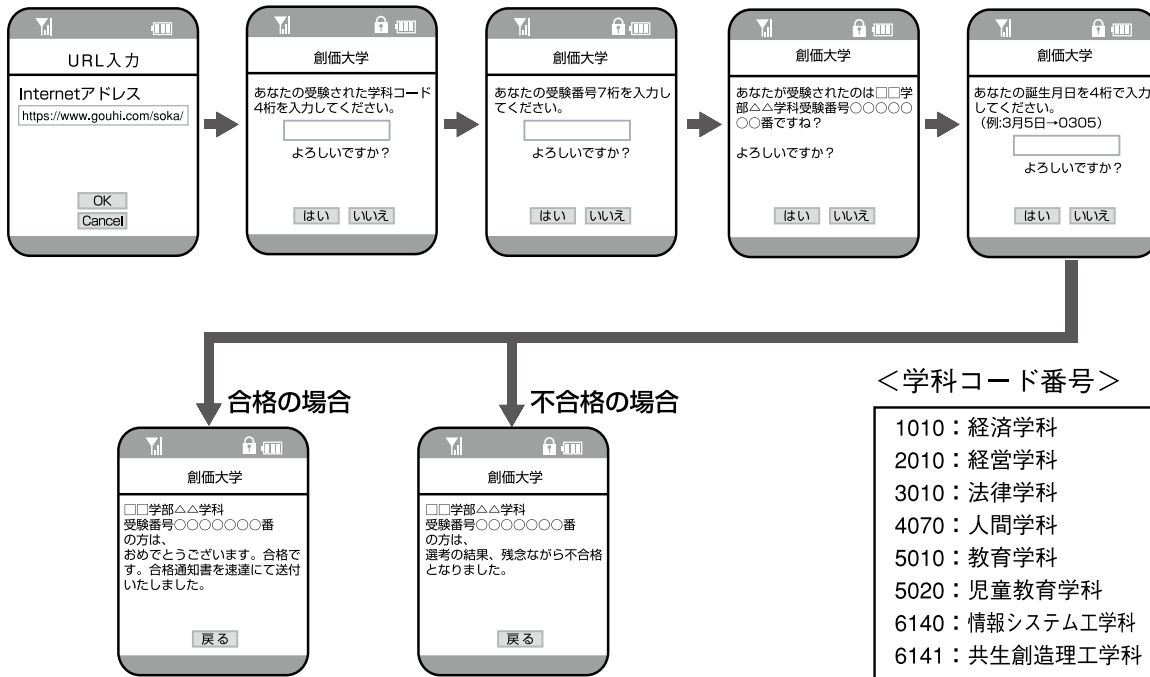 URL入力
Internetアドレス
https://www.gouhi.com/soka/
OK
Cancel
創価大学
あなたの受験された学科コード
4桁を入力してください。
よろしいですか？
はい いいえ
創価大学
あなたの受験番号7桁を入力し
てください。
よろしいですか？
はい いいえ
創価大学
あなたが受験されたのは□□学
部△△学科受験番号○○○○○
○○番ですね？
よろしいですか？
はい いいえ
創価大学
あなたの誕生月日を4桁で入力
してください。
（例:3月5日→0305）
よろしいですか？
はい いいえ
合格の場合
創価大学
□□学部△△学科
受験番号○○○○○○○番
の方は、
おめでとうございます。合格で
す。合格通知書を速達にて送付
いたしました。
戻る
不合格の場合
創価大学
□□学部△△学科
受験番号○○○○○○○番
の方は、
選考の結果、残念ながら不合格
となりました。
戻る
＜学科コード番号＞
1010：経済学科
2010：経営学科
3010：法律学科
4070：人間学科
5010：教育学科
5020：児童教育学科
6140：情報システム工学科
6141：共生創造理工学科